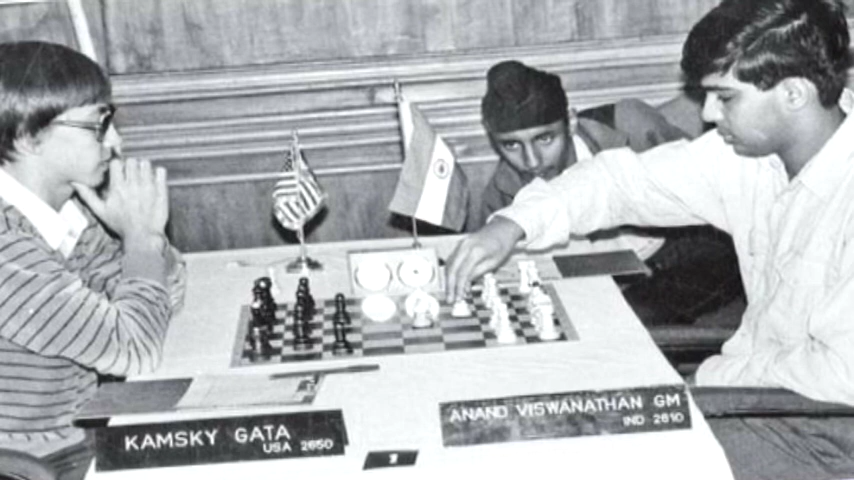 KAMSKY GATA
USA 2650
ANAND VISWANATHAN GM
IND 2610